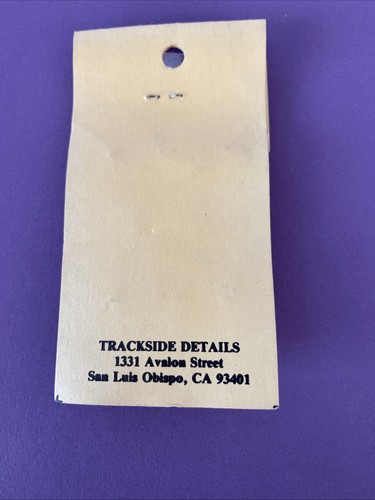 TRACKSIDE DETAILS
1331 Avalon Street
San Luis Obispo, CA 93401